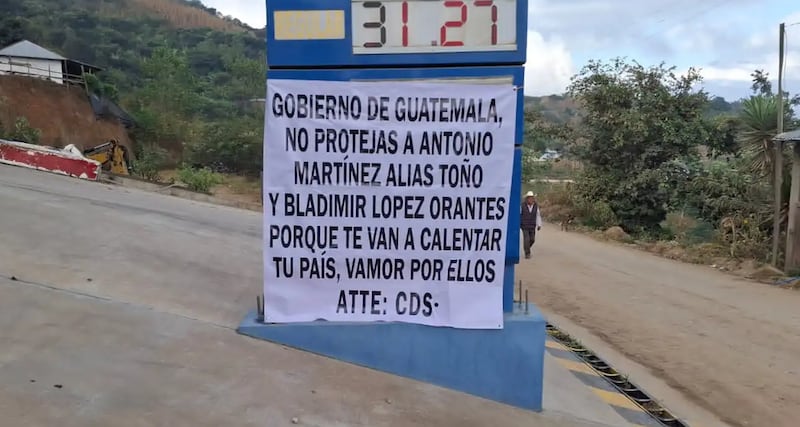 31.27
GOBIERNO DE GUATEMALA,
NO PROTEJAS A ANTONIO
MARTÍNEZ ALIAS TOÑO
Y BLADIMIR LOPEZ ORANTES
PORQUE TE VAN A CALENTAR
TU PAÍS, VAMOR POR ELLOS
ATTE: CDS.